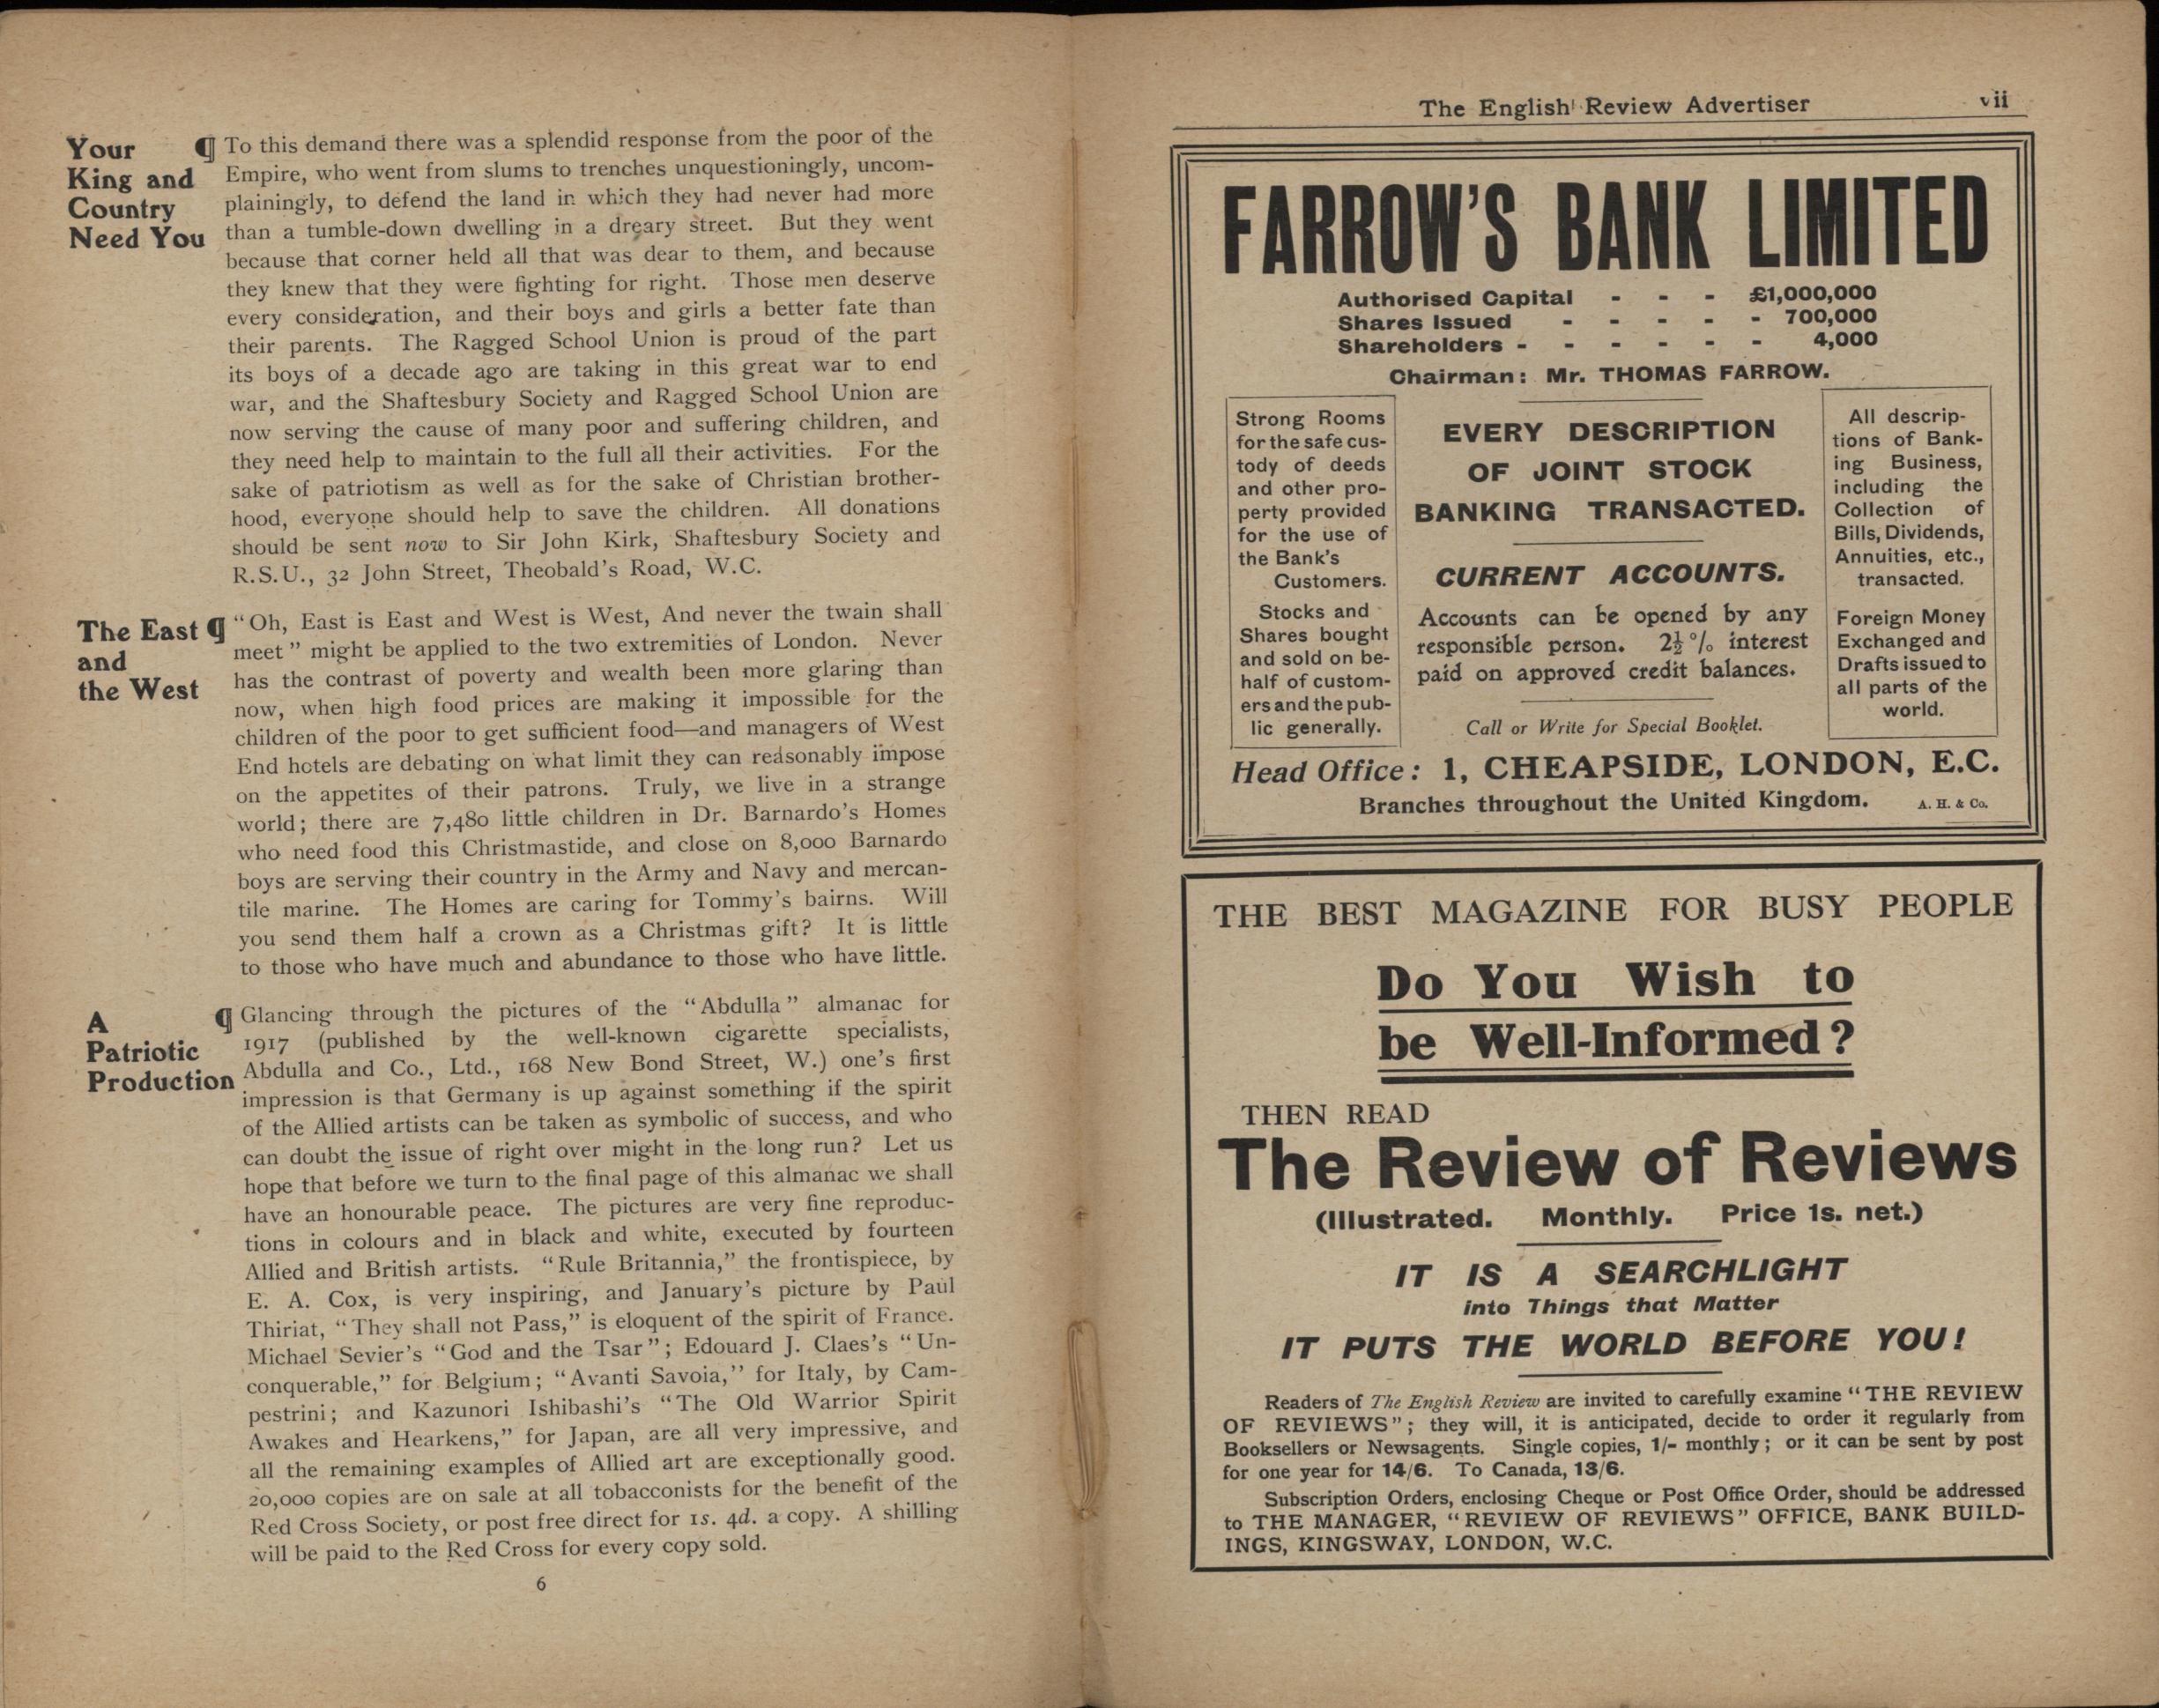 Your
King and
Country
Need You
¶ To this demand there was a splendid response from the poor of the
Empire, who went from slums to trenches unquestioningly, uncom-
plainingly, to defend the land in which they had never had more
than a tumble-down dwelling in a dreary street. But they went
because that corner held all that was dear to them, and because
they knew that they were fighting for right. Those men deserve
every consideration, and their boys and girls a better fate than
their parents. The Ragged School Union is proud of the part
its boys of a decade ago are taking in this great war to end
war, and the Shaftesbury Society and Ragged School Union are
now serving the cause of many poor and suffering children, and
they need help to maintain to the full all their activities. For the
sake of patriotism as well as for the sake of Christian brother-
hood, everyone should help to save the children. All donations
should be sent now to Sir John Kirk, Shaftesbury Society and
R.S.U., 32 John Street, Theobald's Road, W.C.
The East
and
the West
¶ "Oh, East is East and West is West, And never the twain shall
meet" might be applied to the two extremities of London. Never
has the contrast of poverty and wealth been more glaring than
now, when high food prices are making it impossible for the
children of the poor to get sufficient food—and managers of West
End hotels are debating on what limit they can reasonably impose
on the appetites of their patrons. Truly, we live in a strange
world; there are 7,480 little children in Dr. Barnardo's Homes
who need food this Christmastide, and close on 8,000 Barnardo
boys are serving their country in the Army and Navy and mercan-
tile marine. The Homes are caring for Tommy's bairns. Will
you send them half a crown as a Christmas gift? It is little
to those who have much and abundance to those who have little.
A
Patriotic
Production
¶ Glancing through the pictures of the "Abdulla" almanac for
1917 (published by the well-known cigarette specialists,
Abdulla and Co., Ltd., 168 New Bond Street, W.) one's first
impression is that Germany is up against something if the spirit
of the Allied artists can be taken as symbolic of success, and who
can doubt the issue of right over might in the long run? Let us
hope that before we turn to the final page of this almanac we shall
have an honourable peace. The pictures are very fine reproduc-
tions in colours and in black and white, executed by fourteen
Allied and British artists. "Rule Britannia," the frontispiece, by
E. A. Cox, is very inspiring, and January's picture by Paul
Thiriat, "They shall not Pass," is eloquent of the spirit of France.
Michael Sevier's "God and the Tsar"; Edouard J. Claes's "Un-
conquerable," for Belgium; "Avanti Savoia," for Italy, by Cam-
pestrini; and Kazunori Ishibashi's "The Old Warrior Spirit
Awakes and Hearkens," for Japan, are all very impressive, and
all the remaining examples of Allied art are exceptionally good.
20,000 copies are on sale at all tobacconists for the benefit of the
Red Cross Society, or post free direct for 1s. 4d. a copy. A shilling
will be paid to the Red Cross for every copy sold.
6
The English Review Advertiser vii
FARROW'S BANK LIMITED
Authorised Capital - - - £1,000,000
Shares Issued - - - - - 700,000
Shareholders - - - - - - 4,000
Chairman: Mr. THOMAS FARROW.
Strong Rooms
for the safe cus-
tody of deeds
and other pro-
perty provided
for the use of
the Bank's
Customers.
Stocks and
Shares bought
and sold on be-
half of custom-
ers and the pub-
lic generally.
EVERY DESCRIPTION
OF JOINT STOCK
BANKING TRANSACTED.
CURRENT ACCOUNTS.
Accounts can be opened by any
responsible person. 2½% interest
paid on approved credit balances.
Call or Write for Special Booklet.
All descrip-
tions of Bank-
ing Business,
including the
Collection of
Bills, Dividends,
Annuities, etc.,
transacted.
Foreign Money
Exchanged and
Drafts issued to
all parts of the
world.
Head Office: 1, CHEAPSIDE, LONDON, E.C.
Branches throughout the United Kingdom. A. H. & Co.
THE BEST MAGAZINE FOR BUSY PEOPLE
Do You Wish to
be Well-Informed?
THEN READ
The Review of Reviews
(Illustrated. Monthly. Price 1s. net.)
IT IS A SEARCHLIGHT
into Things that Matter
IT PUTS THE WORLD BEFORE YOU!
Readers of The English Review are invited to carefully examine "THE REVIEW
OF REVIEWS"; they will, it is anticipated, decide to order it regularly from
Booksellers or Newsagents. Single copies, 1/- monthly; or it can be sent by post
for one year for 14/6. To Canada, 13/6.
Subscription Orders, enclosing Cheque or Post Office Order, should be addressed
to THE MANAGER, "REVIEW OF REVIEWS" OFFICE, BANK BUILD-
INGS, KINGSWAY, LONDON, W.C.